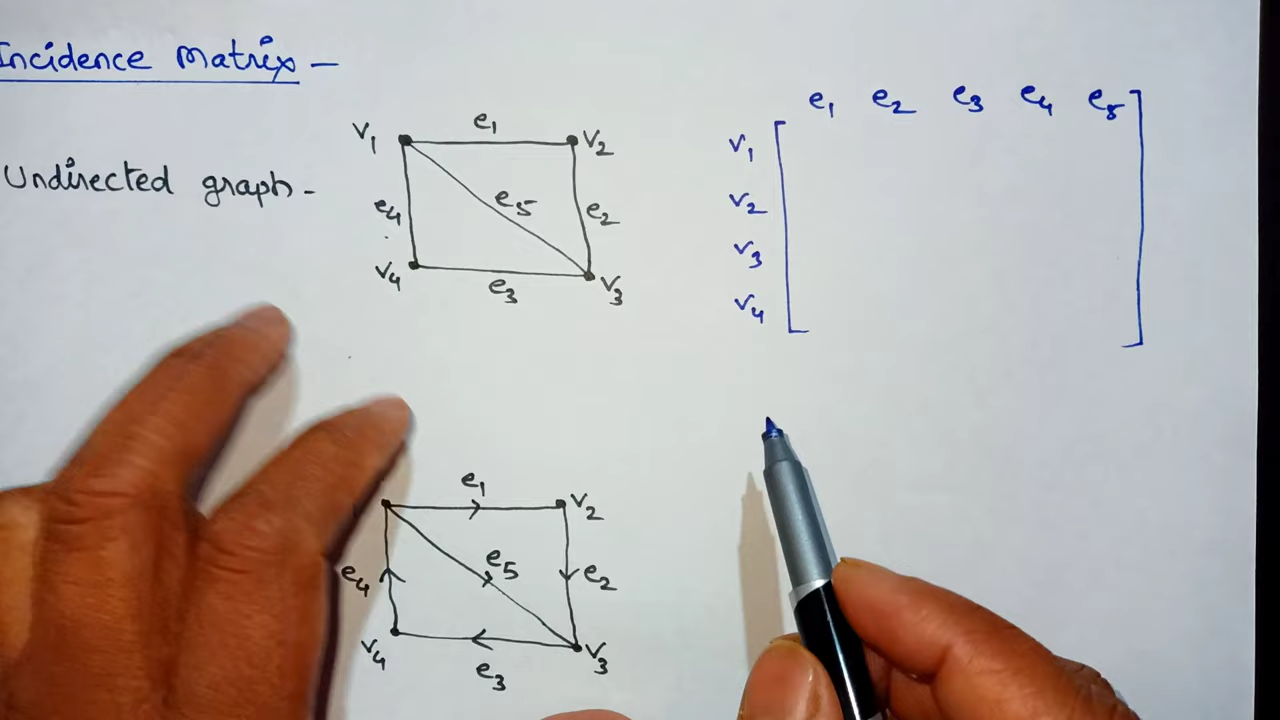 Incidence Matrix -
Undirected graph -
v1 e1 v2
e4 e5 e2
v4 e3 v3
e1 e2 e3 e4 e5
v1
v2
v3
v4
e1 v2
e4 e5 e2
v4 e3 v3